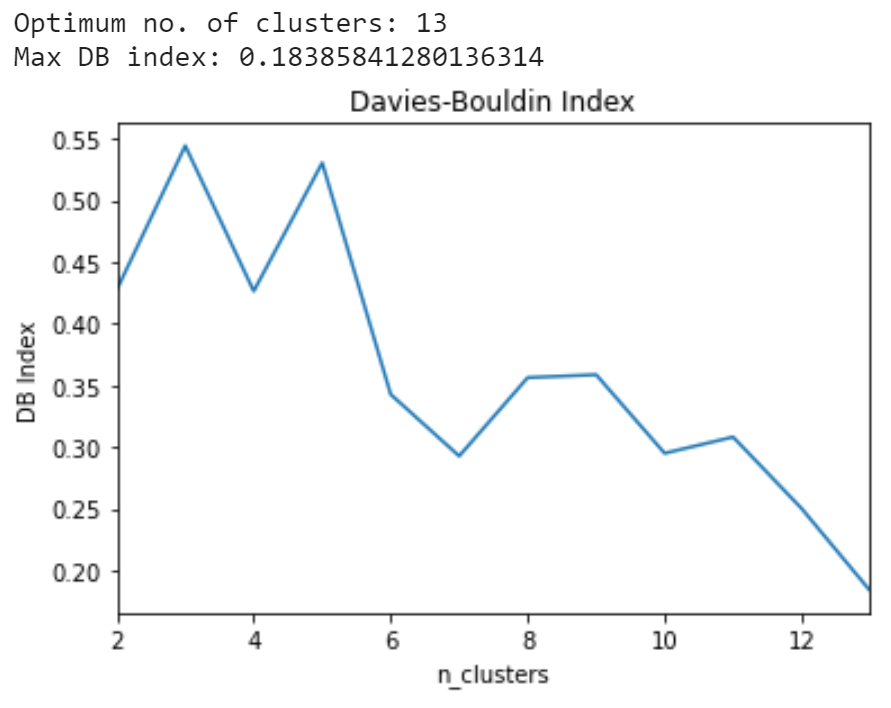 Optimum no. of clusters: 13
Max DB index: 0.18385841280136314
Davies-Bouldin Index
0.55
0.50
0.45
0.40
0.35
0.30
0.25
0.20
DB Index
2 4 6 8 10 12
n_clusters